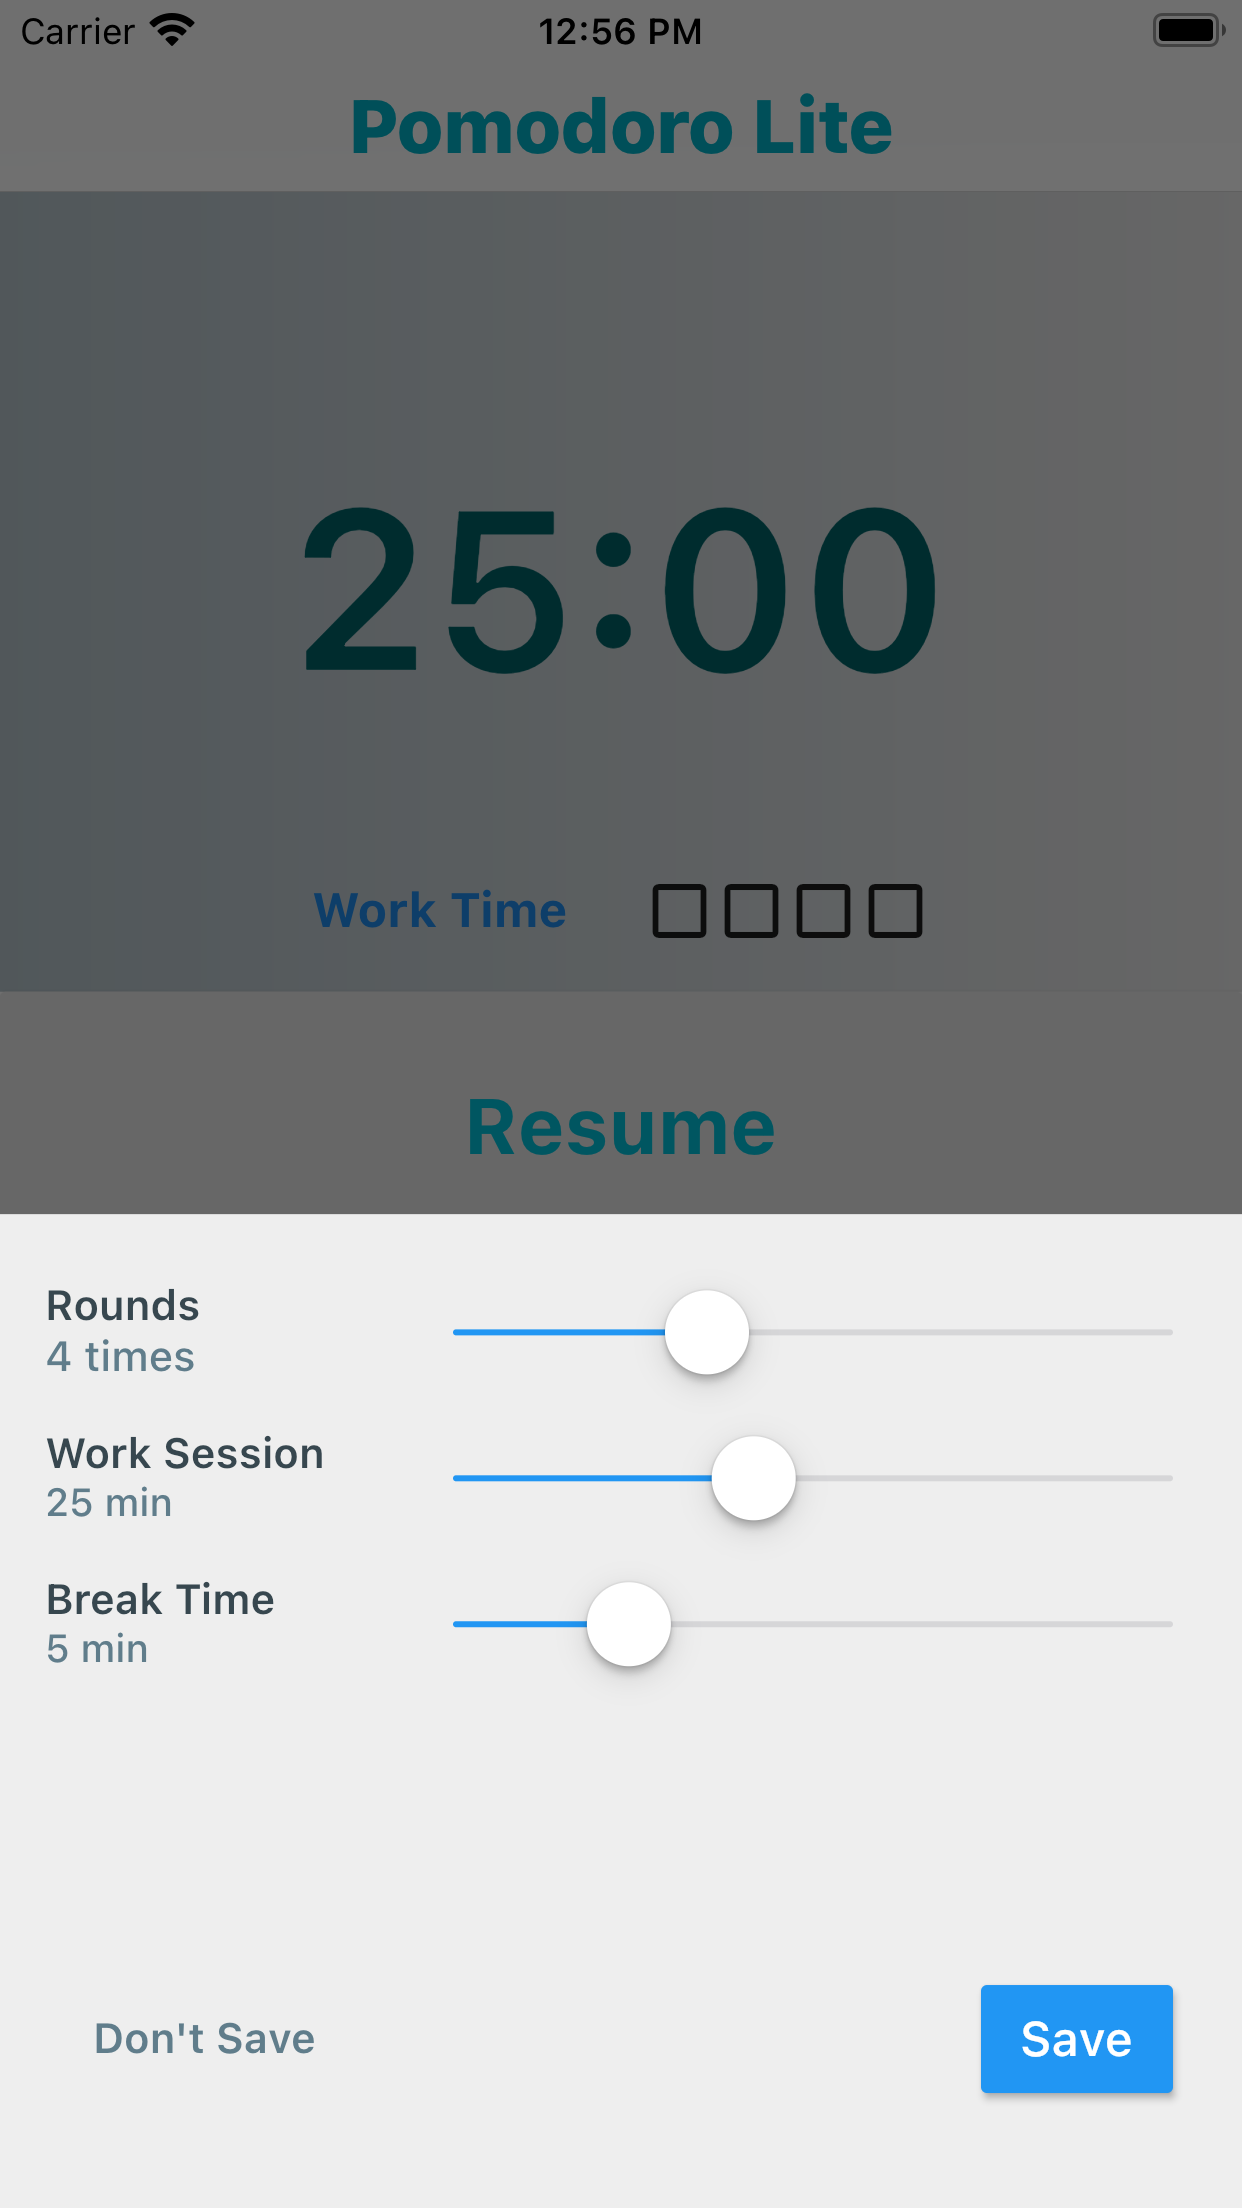 Carrier 12:56 PM
Pomodoro Lite
25:00
Work Time
Resume
Rounds
4 times
Work Session
25 min
Break Time
5 min
Don't Save Save